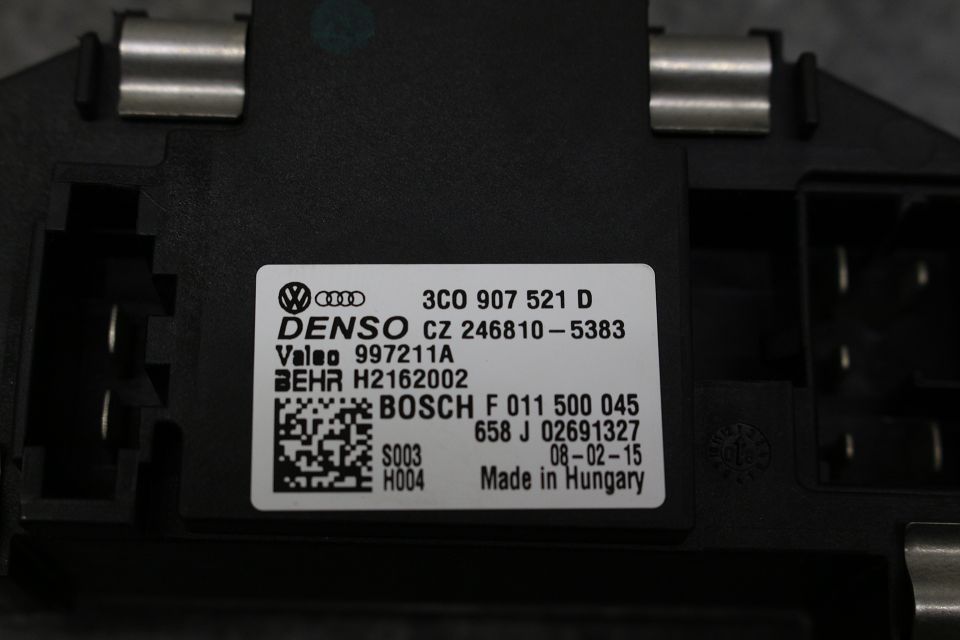 3C0 907 521 D
DENSO CZ 246810-5383
Valeo 997211A
BEHR H2162002
BOSCH F 011 500 045
658 J 02691327
S003 08-02-15
H004 Made in Hungary